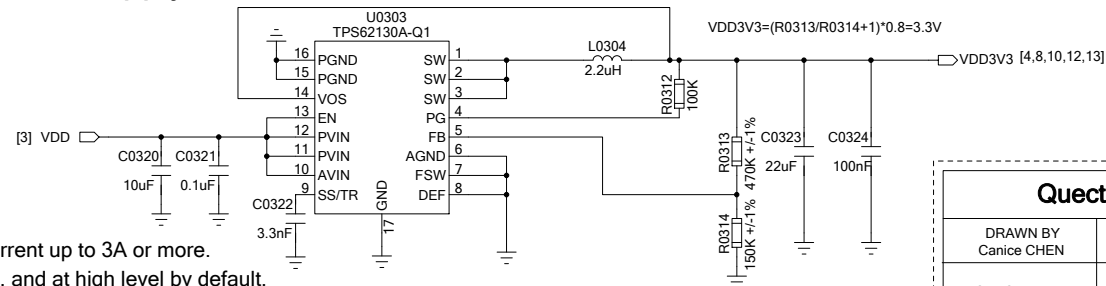 U0303
TPS62130A-Q1
VDD3V3=(R0313/R0314+1)*0.8=3.3V
16 PGND SW 1
15 PGND SW 2
14 VOS SW 3
13 EN PG 4
12 PVIN FB 5
11 PVIN AGND 6
10 AVIN FSW 7
9 SS/TR DEF 8
GND
17
L0304
2.2uH
VDD3V3 [4,8,10,12,13]
R0312
100K
[3] VDD
C0320
10uF
C0321
0.1uF
C0322
3.3nF
R0313
470K +/-1%
R0314
150K +/-1%
C0323
22uF
C0324
100nF
rrent up to 3A or more.
, and at high level by default.
Quect
DRAWN BY
Canice CHEN